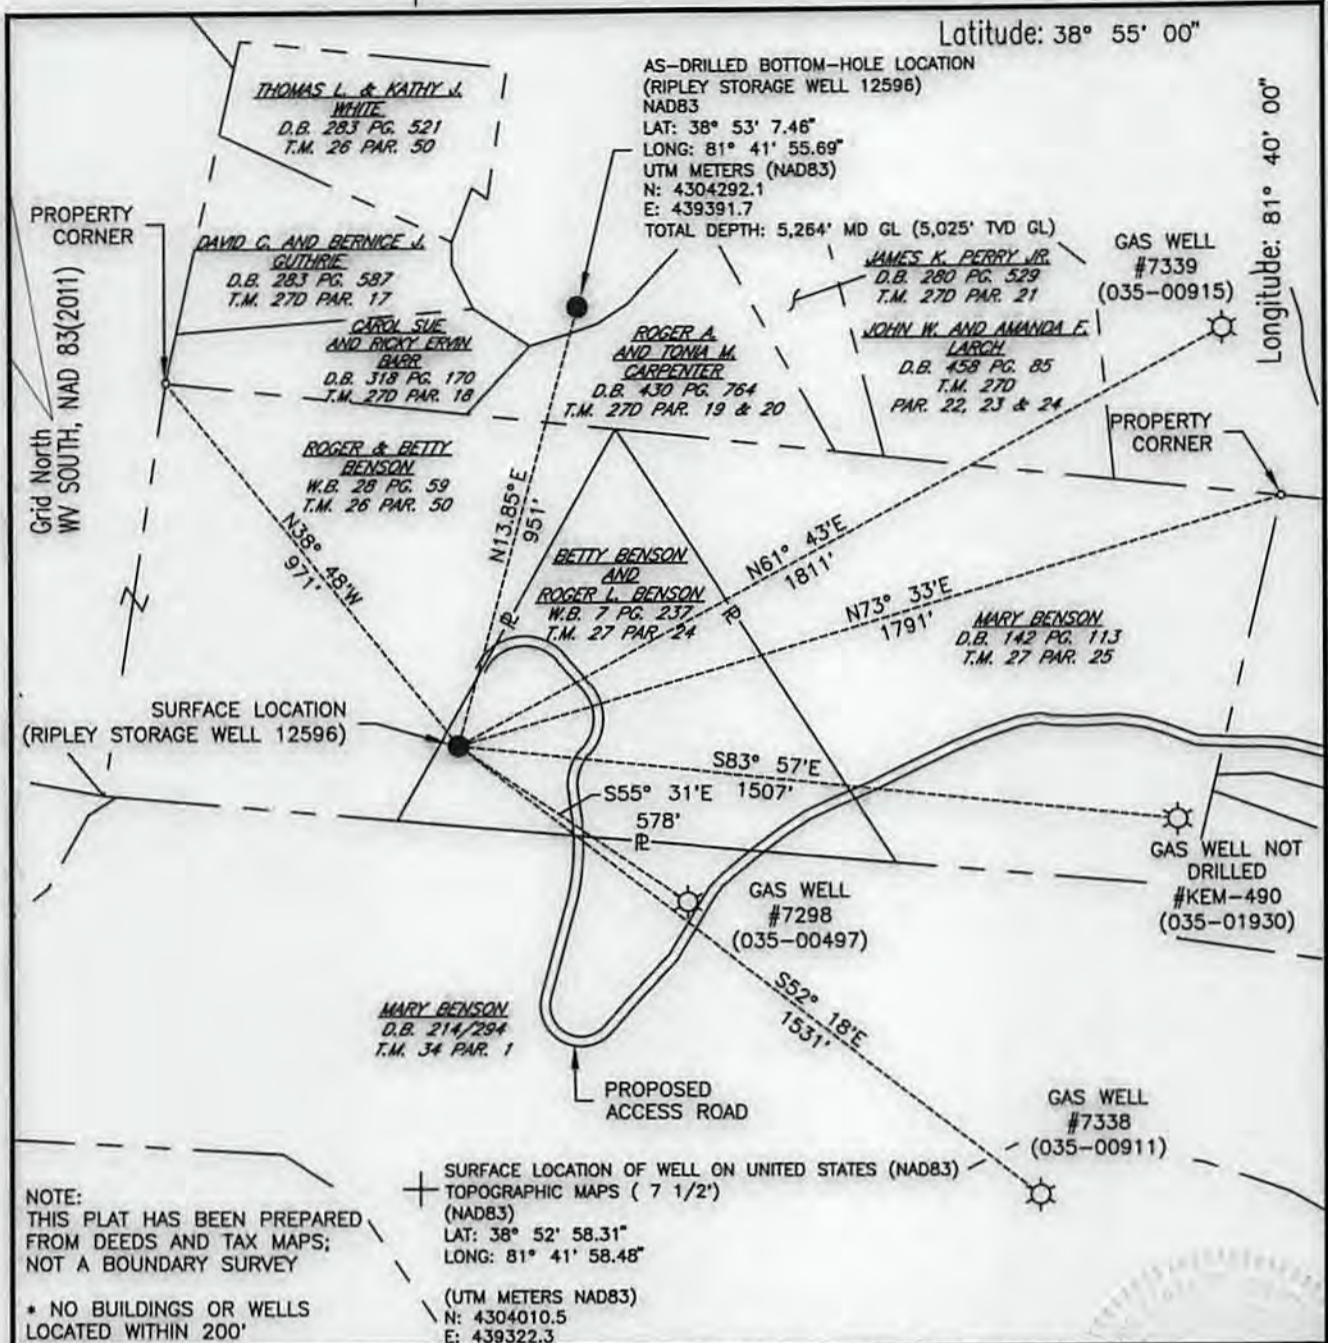 Latitude: 38° 55' 00"
Longitude: 81° 40' 00"
AS-DRILLED BOTTOM-HOLE LOCATION
(RIPLEY STORAGE WELL 12596)
NAD83
LAT: 38° 53' 7.46"
LONG: 81° 41' 55.69"
UTM METERS (NAD83)
N: 4304292.1
E: 439391.7
TOTAL DEPTH: 5,264' MD GL (5,025' TVD GL)
THOMAS L. & KATHY J.
WHITE
D.B. 283 PG. 521
T.M. 26 PAR. 50
PROPERTY
CORNER
DAVID C. AND BERNICE J.
GUTHRIE
D.B. 283 PG. 587
T.M. 27D PAR. 17
CAROL SUE
AND RICKY ERVIN
BARR
D.B. 318 PG. 170
T.M. 27D PAR. 18
ROGER A.
AND TONIA M.
CARPENTER
D.B. 430 PG. 764
T.M. 27D PAR. 19 & 20
JAMES K. PERRY JR.
D.B. 280 PG. 529
T.M. 27D PAR. 21
JOHN W. AND AMANDA F.
LARCH
D.B. 458 PG. 85
T.M. 27D
PAR. 22, 23 & 24
GAS WELL
#7339
(035-00915)
PROPERTY
CORNER
Grid North
WV SOUTH, NAD 83(2011)
ROGER & BETTY
BENSON
W.B. 28 PG. 59
T.M. 26 PAR. 50
N38° 48'W
971'
N13.85°E
951'
BETTY BENSON
AND
ROGER L. BENSON
W.B. 7 PG. 237
T.M. 27 PAR 24
PL
PL
N61° 43'E
1811'
N73° 33'E
1791'
MARY BENSON
D.B. 142 PG. 113
T.M. 27 PAR. 25
SURFACE LOCATION
(RIPLEY STORAGE WELL 12596)
S83° 57'E
1507'
S55° 31'E
578'
PL
GAS WELL NOT
DRILLED
#KEM-490
(035-01930)
GAS WELL
#7298
(035-00497)
S52° 18'E
1531'
MARY BENSON
D.B. 214/294
T.M. 34 PAR. 1
PROPOSED
ACCESS ROAD
GAS WELL
#7338
(035-00911)
SURFACE LOCATION OF WELL ON UNITED STATES (NAD83)
TOPOGRAPHIC MAPS ( 7 1/2')
(NAD83)
LAT: 38° 52' 58.31"
LONG: 81° 41' 58.48"
(UTM METERS NAD83)
N: 4304010.5
E: 439322.3
NOTE:
THIS PLAT HAS BEEN PREPARED
FROM DEEDS AND TAX MAPS;
NOT A BOUNDARY SURVEY
* NO BUILDINGS OR WELLS
LOCATED WITHIN 200'